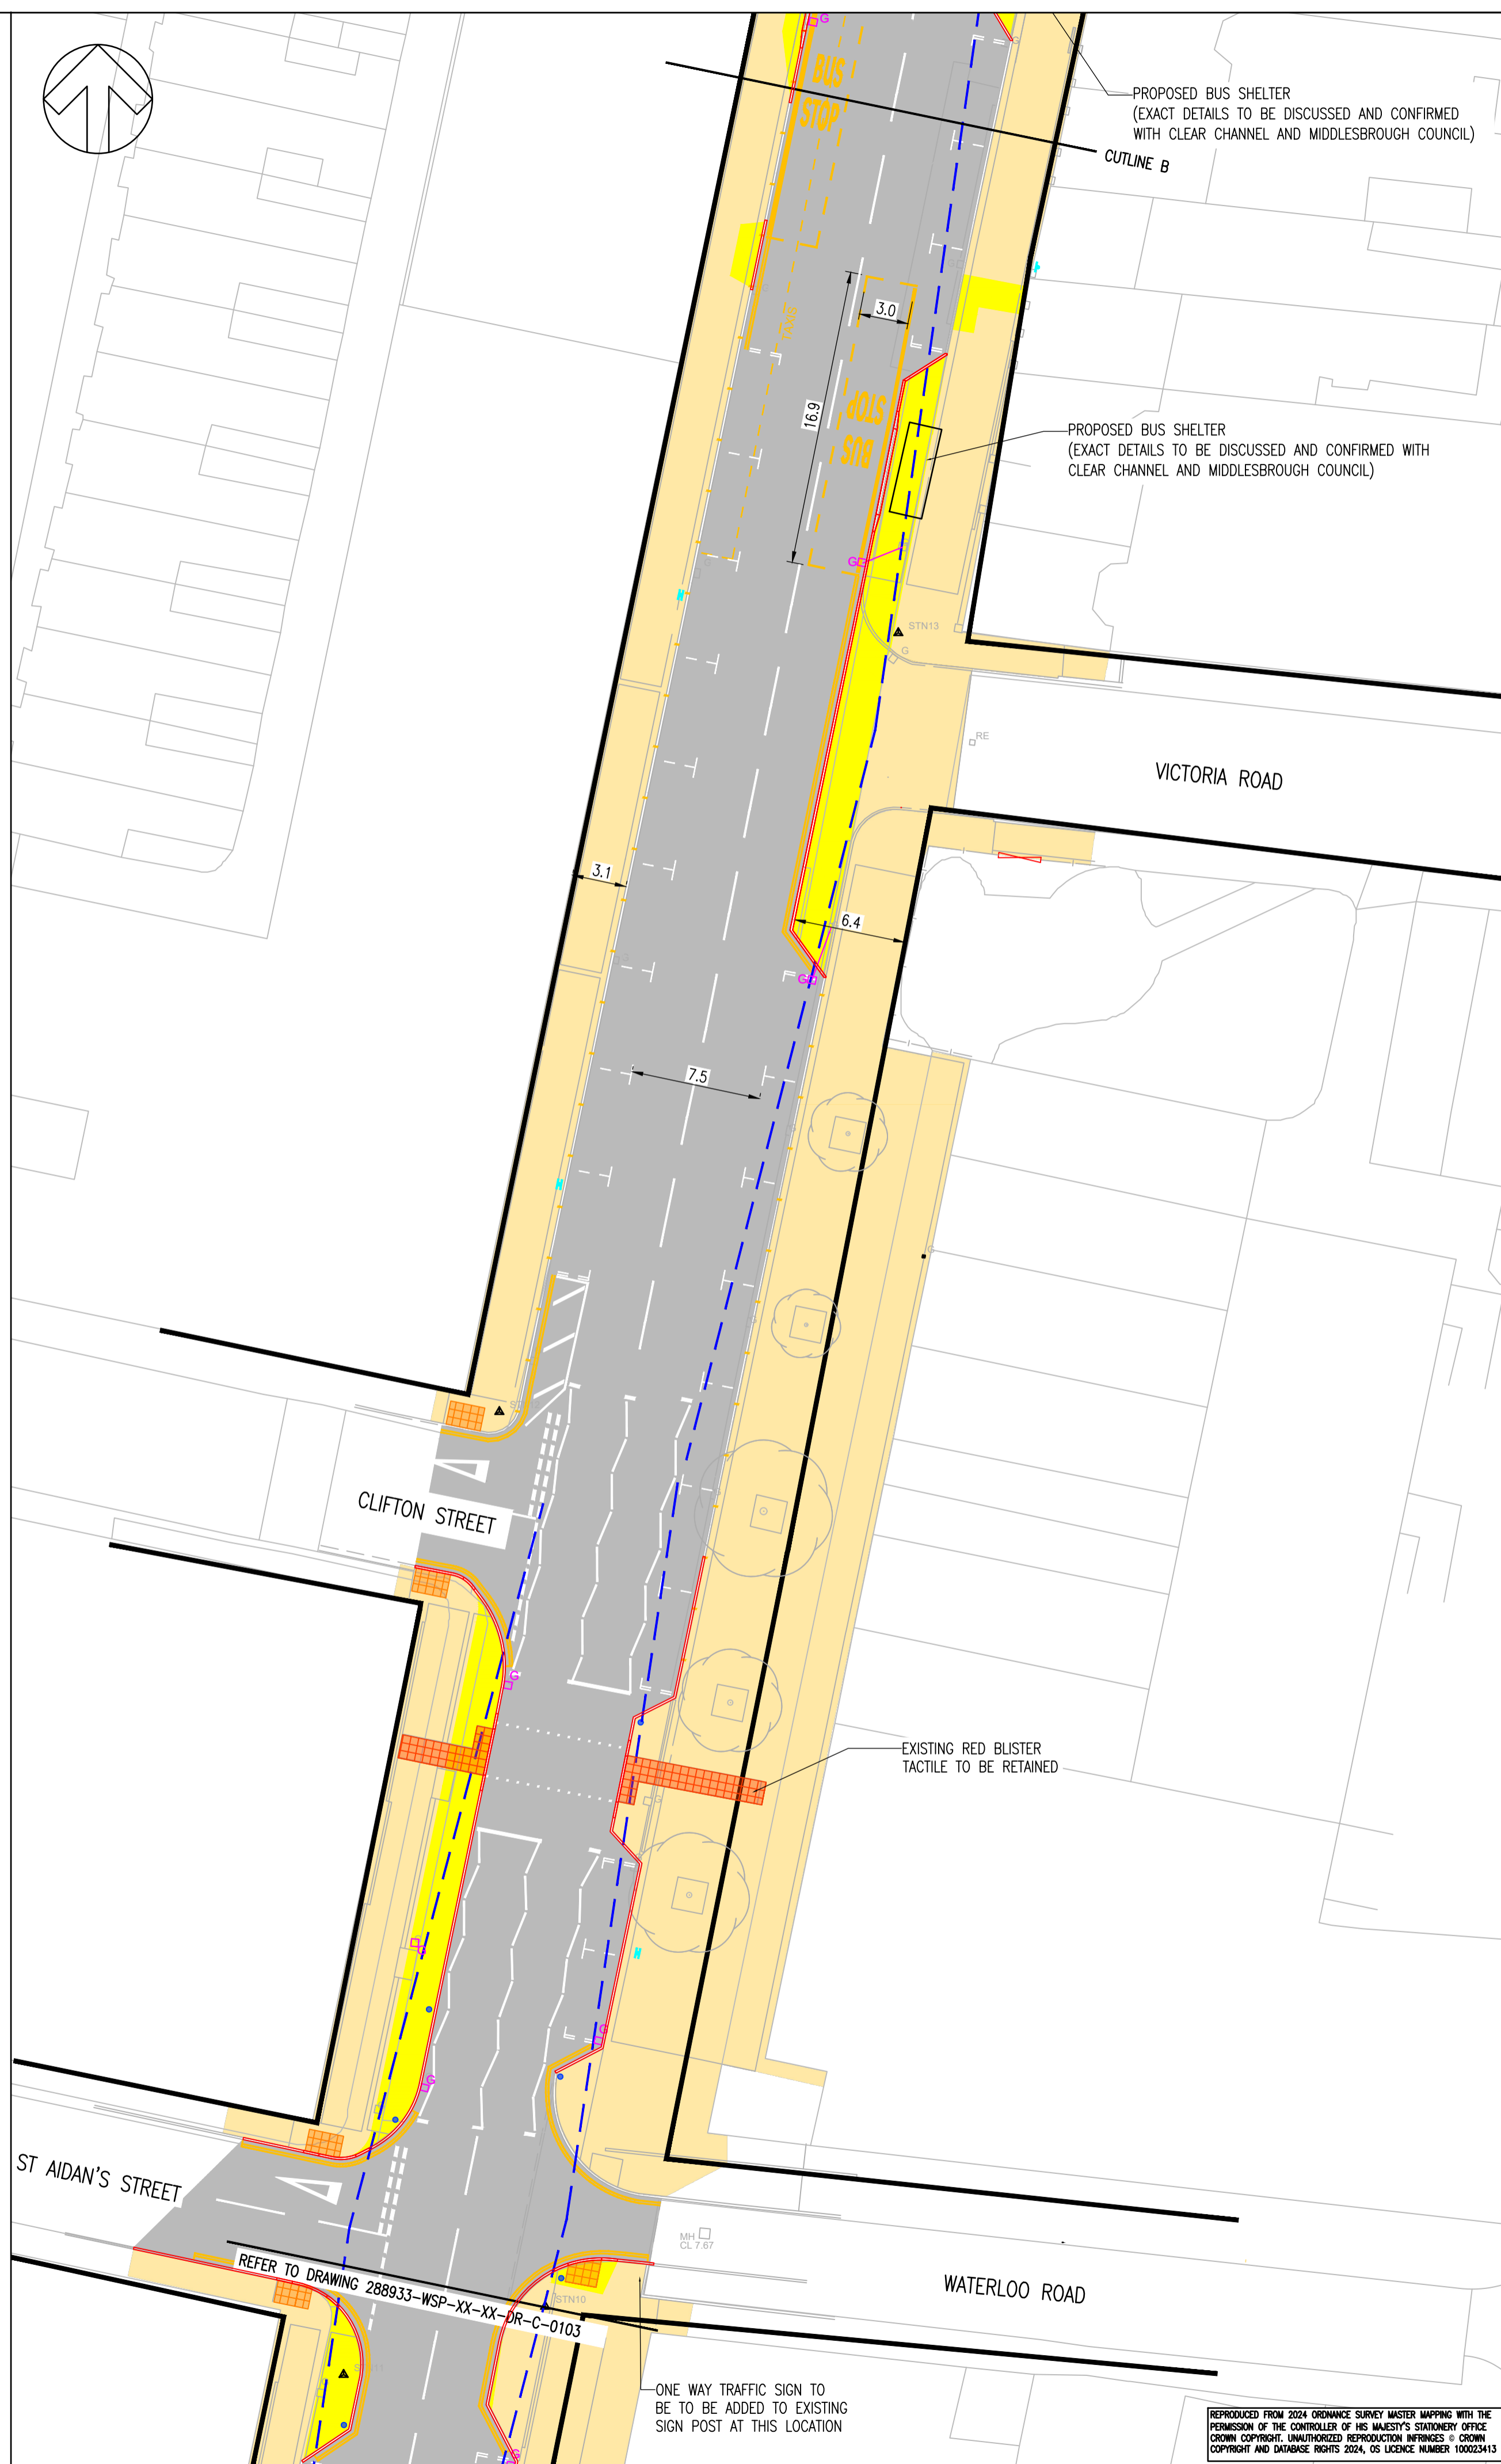 G
BUS
STOP
G
PROPOSED BUS SHELTER
(EXACT DETAILS TO BE DISCUSSED AND CONFIRMED
WITH CLEAR CHANNEL AND MIDDLESBROUGH COUNCIL)
CUTLINE B
TAXIS
3.0
16.9
STOP
BUS
PROPOSED BUS SHELTER
(EXACT DETAILS TO BE DISCUSSED AND CONFIRMED WITH
CLEAR CHANNEL AND MIDDLESBROUGH COUNCIL)
G
G
STN13
G
RE
VICTORIA ROAD
3.1
6.4
G
G
7.5
G
CLIFTON STREET
G
EXISTING RED BLISTER
TACTILE TO BE RETAINED
G
G
G
G
ST AIDAN'S STREET
MH
CL 7.67
REFER TO DRAWING 288933-WSP-XX-XX-DR-C-0103
STN10
WATERLOO ROAD
ONE WAY TRAFFIC SIGN TO
BE TO BE ADDED TO EXISTING
SIGN POST AT THIS LOCATION
G
REPRODUCED FROM 2024 ORDNANCE SURVEY MASTER MAPPING WITH THE
PERMISSION OF THE CONTROLLER OF HIS MAJESTY'S STATIONERY OFFICE
CROWN COPYRIGHT. UNAUTHORIZED REPRODUCTION INFRINGES © CROWN
COPYRIGHT AND DATABASE RIGHTS 2024, OS LICENCE NUMBER 100023413